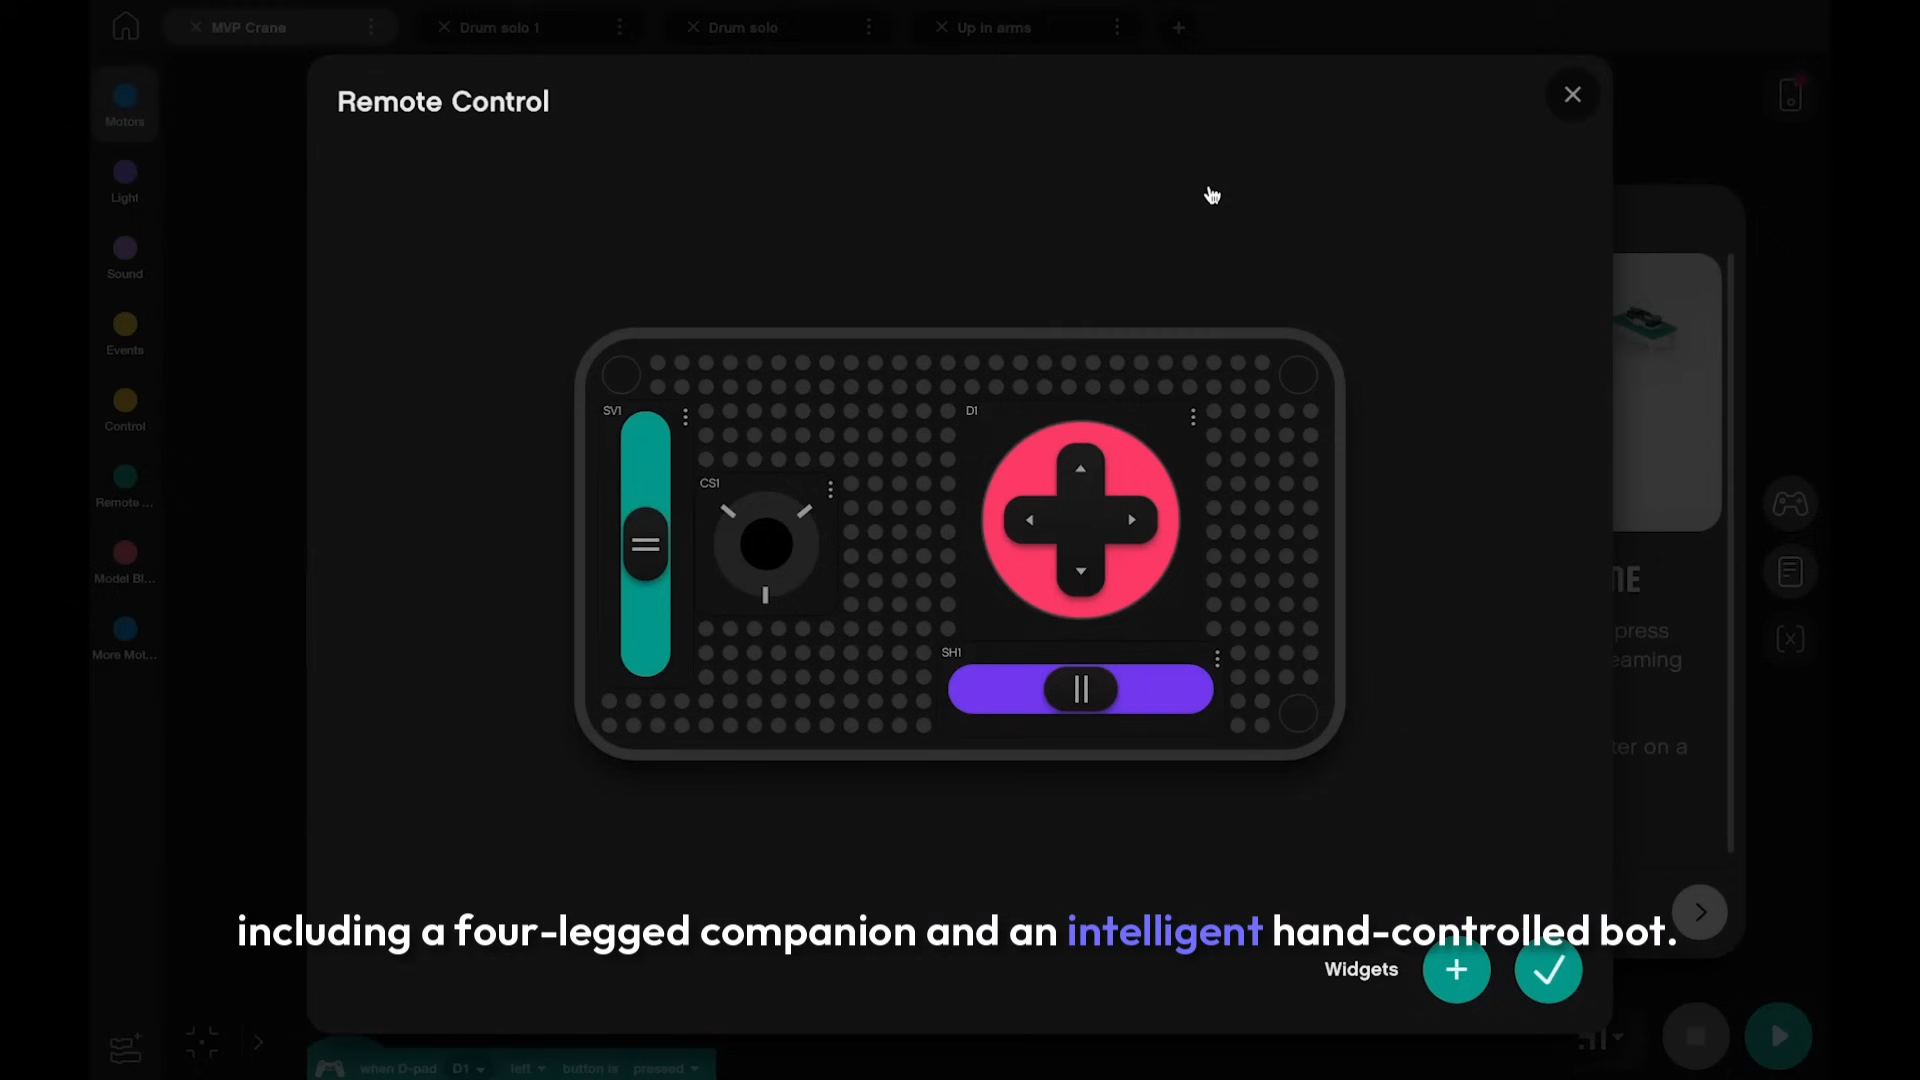 MVP Crane
Drum solo 1
Drum solo
Up in arms
Motors
Light
Sound
Events
Control
Remote ...
Model Bl...
More Mot...
Remote Control
SV1
CS1
D1
SH1
press
ter on a
including a four-legged companion and an intelligent hand-controlled bot.
Widgets
when D-pad D1 left button is pressed